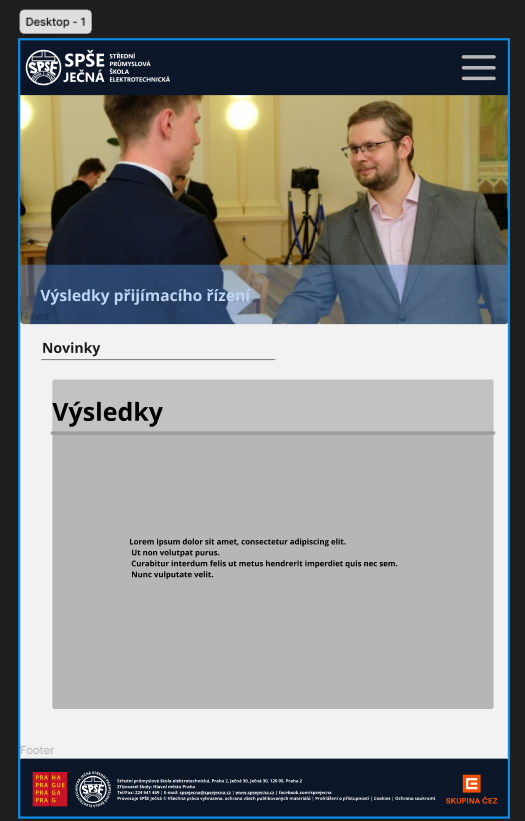 Desktop - 1
SPŠE
JEČNÁ
STŘEDNÍ
PRŮMYSLOVÁ
ŠKOLA
ELEKTROTECHNICKÁ
Výsledky přijímacího řízení
News
Novinky
Výsledky
Lorem ipsum dolor sit amet, consectetur adipiscing elit.
Ut non volutpat purus.
Curabitur interdum felis ut metus hendrerit imperdiet quis nec sem.
Nunc vulputate velit.
Footer
PRA HA
PRA GUE
PRA GA
PRA G
Střední průmyslová škola elektrotechnická, Praha 2, Ječná 30, Ječná 30, 120 00, Praha 2
Zřizovatel školy: Hlavní město Praha
Tel/Fax: 224 941 469 | E-mail: spsejecna@spsejecna.cz | www.spsejecna.cz | facebook.com/spsejecna
Provozuje SPŠE Ječná © Všechna práva vyhrazena, ochrana všech publikovaných materiálů | Prohlášení o přístupnosti | Cookies | Ochrana soukromí
SKUPINA ČEZ